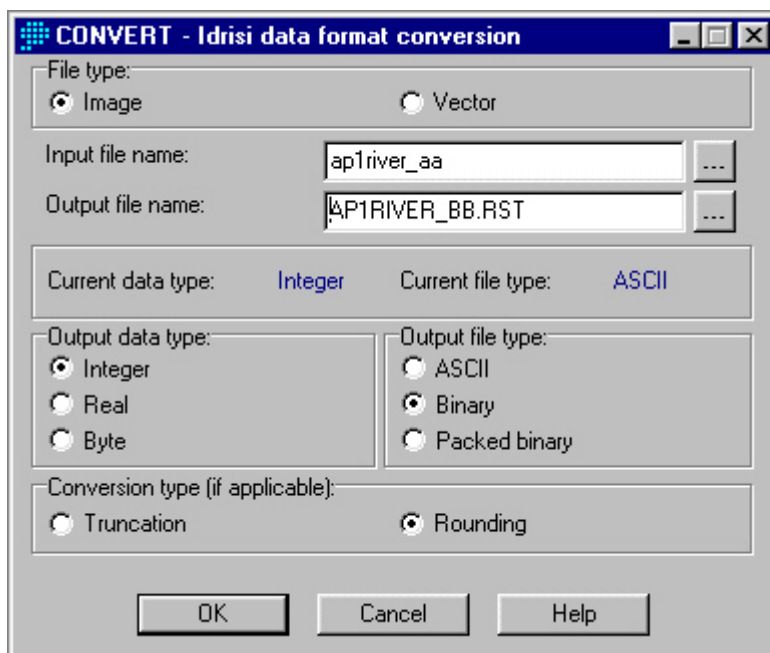 CONVERT - Idrisi data format conversion
File type:
Image Vector
Input file name: ap1river_aa ...
Output file name: AP1RIVER_BB.RST ...
Current data type: Integer Current file type: ASCII
Output data type: Output file type:
Integer ASCII
Real Binary
Byte Packed binary
Conversion type (if applicable):
Truncation Rounding
OK Cancel Help